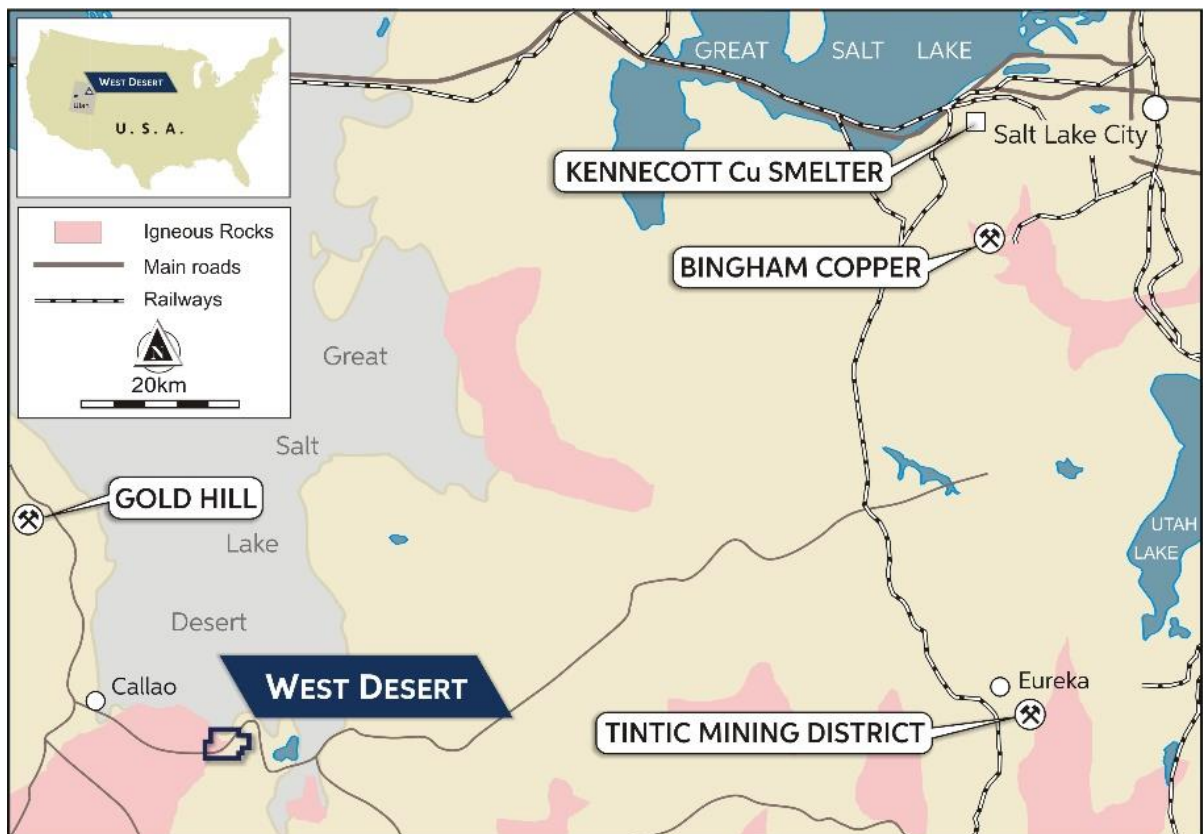 WEST DESERT
Utah
U. S. A.
Igneous Rocks
Main roads
Railways
N
20km
GREAT SALT LAKE
Salt Lake City
KENNECOTT Cu SMELTER
BINGHAM COPPER
Great
Salt
Lake
Desert
GOLD HILL
UTAH
LAKE
Callao
WEST DESERT
Eureka
TINTIC MINING DISTRICT